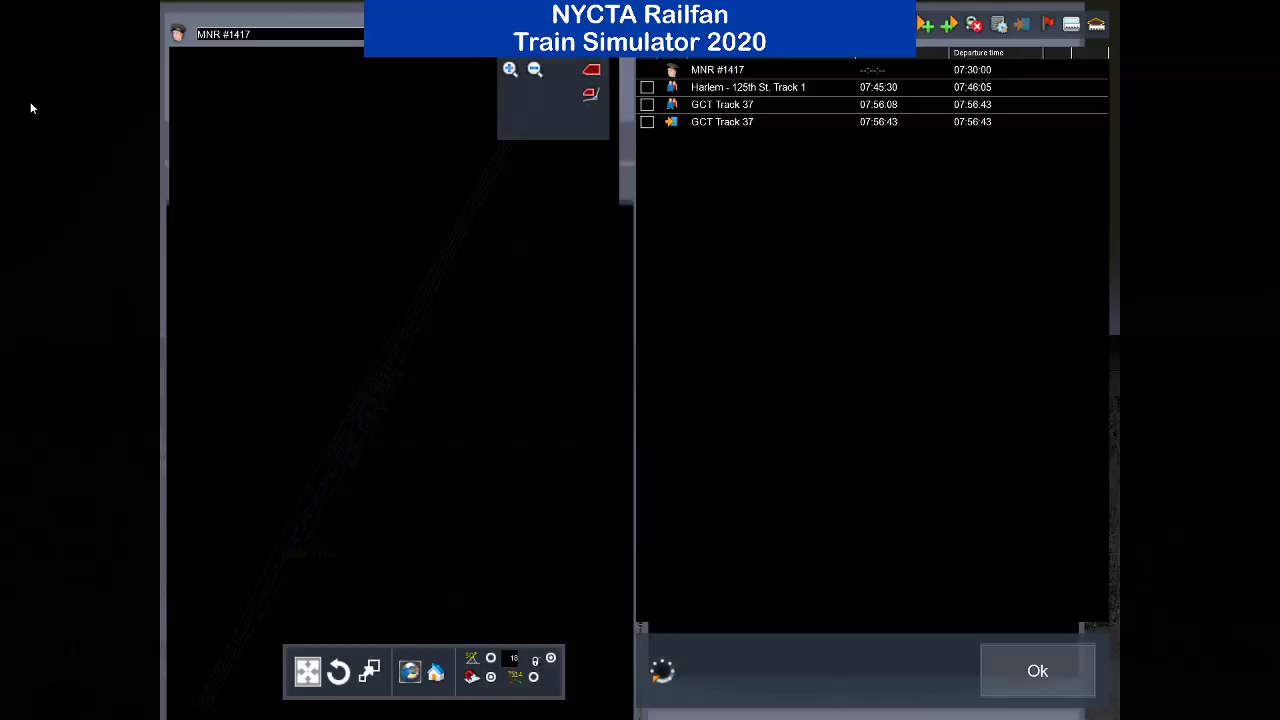 NYCTA Railfan
Train Simulator 2020
MNR #1417
Departure time
MNR #1417 --:--:-- 07:30:00
Harlem - 125th St. Track 1 07:45:30 07:46:05
GCT Track 37 07:56:08 07:56:43
GCT Track 37 07:56:43 07:56:43
18
Ok